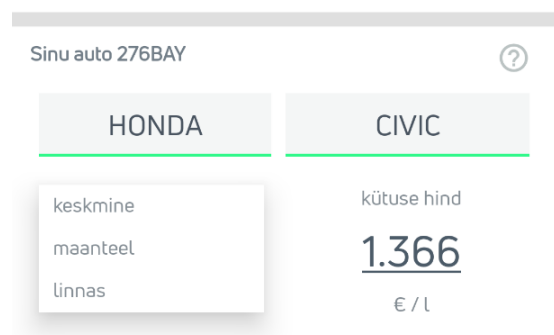 Sinu auto 276BAY
?
HONDA
CIVIC
keskmine
maanteel
linnas
kütuse hind
1.366
€ / l